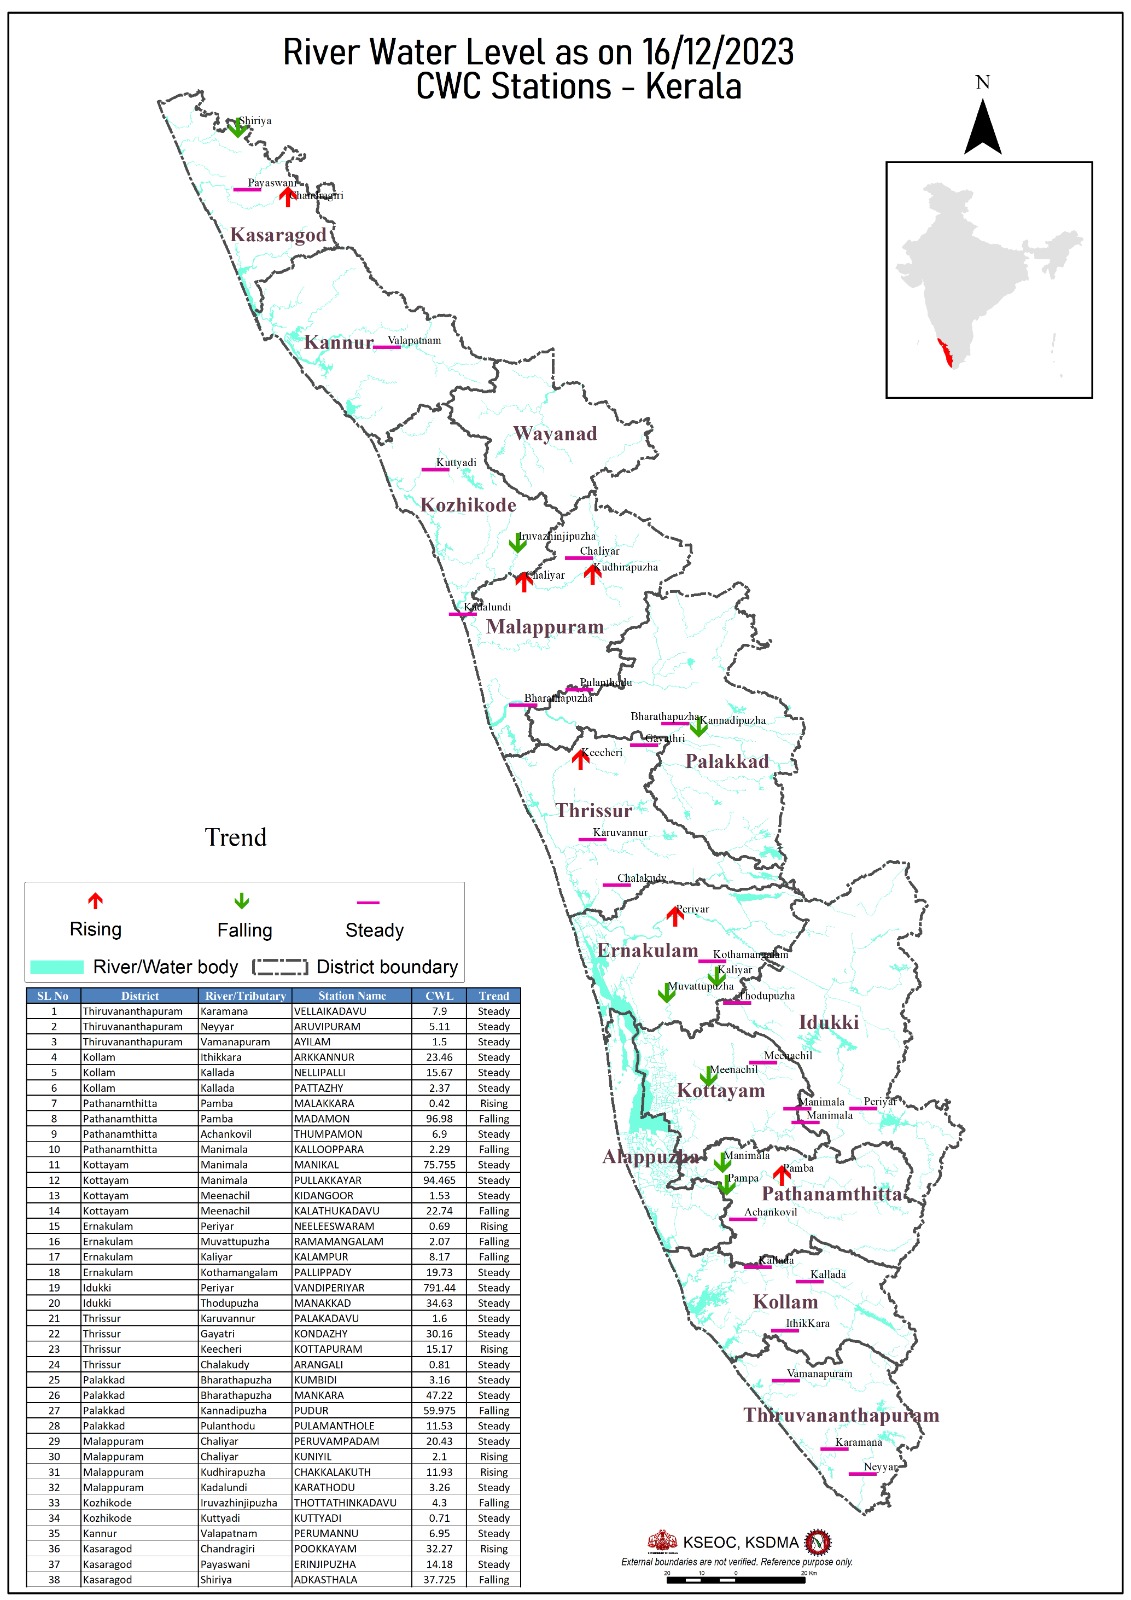 River Water Level as on 16/12/2023
CWC Stations - Kerala
N
Shiriya
Payaswani
Chandragiri
Kasaragod
Kannur
Valapatnam
Wayanad
Kuttyadi
Kozhikode
Iruvazhinjipuzha
Chaliyar
Kudhirapuzha
Chaliyar
Kadalundi
Malappuram
Pulanthodu
Bharathapuzha
Bharathapuzha
Kannadipuzha
Gayathri
Keecheri
Palakkad
Thrissur
Karuvannur
Chalakudy
Periyar
Ernakulam
Kothamangalam
Kaliyar
Muvattupuzha
Thodupuzha
Idukki
Meenachil
Meenachil
Kottayam
Manimala
Periyar
Manimala
Alappuzha
Manimala
Pamba
Pampa
Pathanamthitta
Achankovil
Kallada
Kallada
Kollam
IthikKara
Vamanapuram
Thiruvananthapuram
Karamana
Neyyar
Trend
Rising Falling Steady
River/Water body District boundary
SL No District River/Tributary Station Name CWL Trend
1 Thiruvananthapuram Karamana VELLAIKADAVU 7.9 Steady
2 Thiruvananthapuram Neyyar ARUVIPURAM 5.11 Steady
3 Thiruvananthapuram Vamanapuram AYILAM 1.5 Steady
4 Kollam Ithikkara ARKKANNUR 23.46 Steady
5 Kollam Kallada NELLIPALLI 15.67 Steady
6 Kollam Kallada PATTAZHY 2.37 Steady
7 Pathanamthitta Pamba MALAKKARA 0.42 Rising
8 Pathanamthitta Pamba MADAMON 96.98 Falling
9 Pathanamthitta Achankovil THUMPAMON 6.9 Steady
10 Pathanamthitta Manimala KALLOOPPARA 2.29 Falling
11 Kottayam Manimala MANIKAL 75.755 Steady
12 Kottayam Manimala PULLAKKAYAR 94.465 Steady
13 Kottayam Meenachil KIDANGOOR 1.53 Steady
14 Kottayam Meenachil KALATHUKADAVU 22.74 Falling
15 Ernakulam Periyar NEELEESWARAM 0.69 Rising
16 Ernakulam Muvattupuzha RAMAMANGALAM 2.07 Falling
17 Ernakulam Kaliyar KALAMPUR 8.17 Falling
18 Ernakulam Kothamangalam PALLIPPADY 19.73 Steady
19 Idukki Periyar VANDIPERIYAR 791.44 Steady
20 Idukki Thodupuzha MANAKKAD 34.63 Steady
21 Thrissur Karuvannur PALAKADAVU 1.6 Steady
22 Thrissur Gayatri KONDAZHY 30.16 Steady
23 Thrissur Keecheri KOTTAPURAM 15.17 Rising
24 Thrissur Chalakudy ARANGALI 0.81 Steady
25 Palakkad Bharathapuzha KUMBIDI 3.16 Steady
26 Palakkad Bharathapuzha MANKARA 47.22 Steady
27 Palakkad Kannadipuzha PUDUR 59.975 Falling
28 Palakkad Pulanthodu PULAMANTHOLE 11.53 Steady
29 Malappuram Chaliyar PERUVAMPADAM 20.43 Steady
30 Malappuram Chaliyar KUNIYIL 2.1 Rising
31 Malappuram Kudhirapuzha CHAKKALAKUTH 11.93 Rising
32 Malappuram Kadalundi KARATHODU 3.26 Steady
33 Kozhikode Iruvazhinjipuzha THOTTATHINKADAVU 4.3 Falling
34 Kozhikode Kuttyadi KUTTYADI 0.71 Steady
35 Kannur Valapatnam PERUMANNU 6.95 Steady
36 Kasaragod Chandragiri POOKKAYAM 32.27 Rising
37 Kasaragod Payaswani ERINJIPUZHA 14.18 Steady
38 Kasaragod Shiriya ADKASTHALA 37.725 Falling
KSEOC, KSDMA
External boundaries are not verified. Reference purpose only.
20 10 0 20 Km